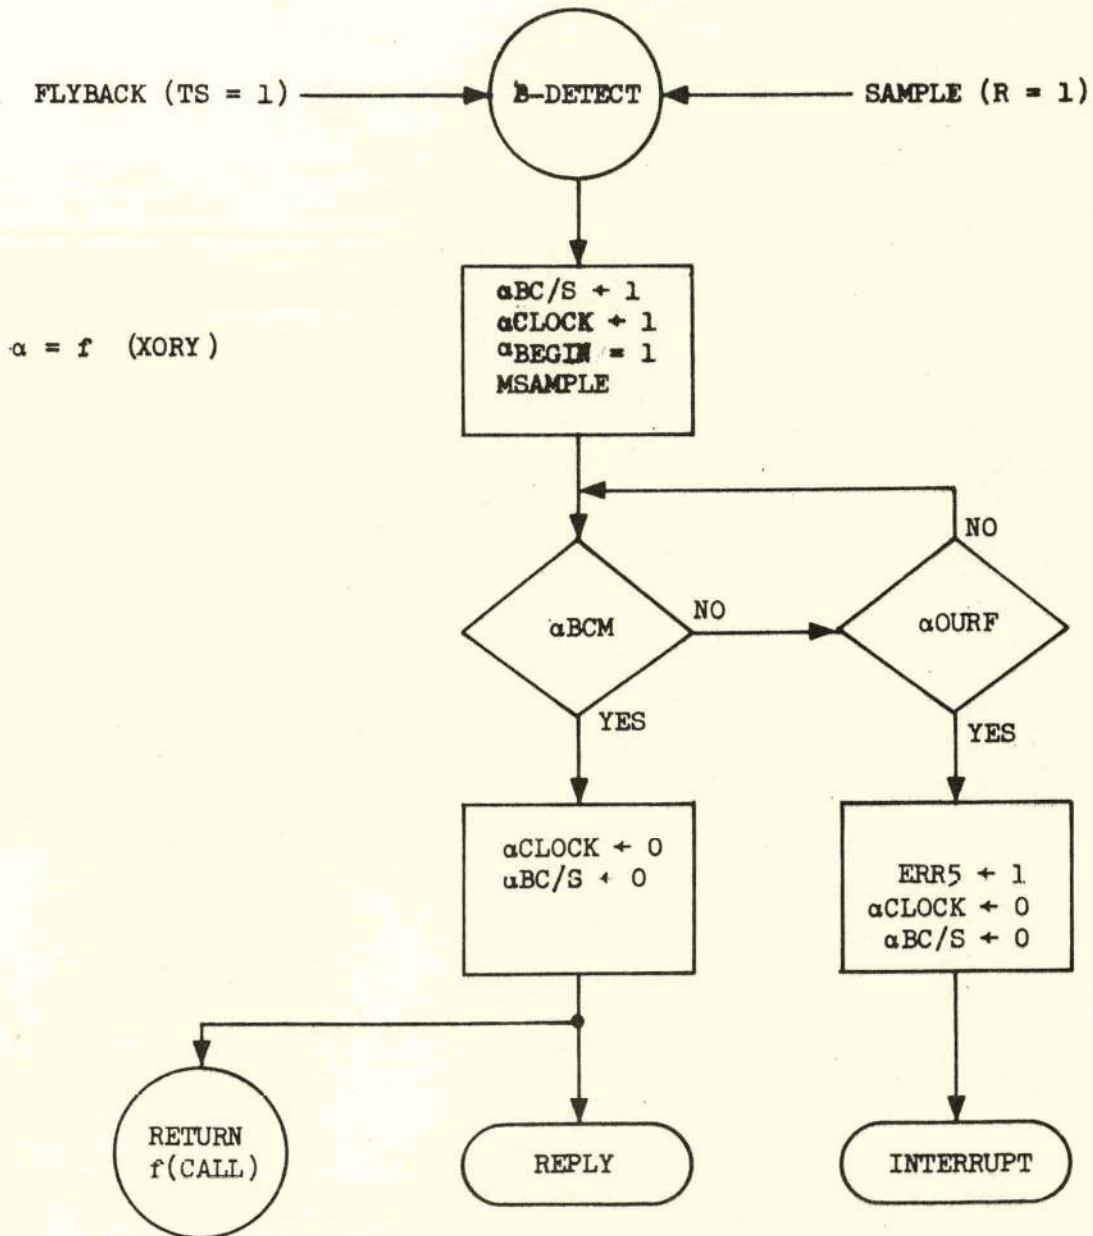 FLYBACK (TS = 1)
B-DETECT
SAMPLE (R = 1)
αBC/S ← 1
αCLOCK ← 1
αBEGIN = 1
MSAMPLE
α = f (XORY)
NO
αBCM
NO
αOURF
YES
YES
αCLOCK ← 0
αBC/S ← 0
ERR5 ← 1
αCLOCK ← 0
αBC/S ← 0
RETURN
f(CALL)
REPLY
INTERRUPT